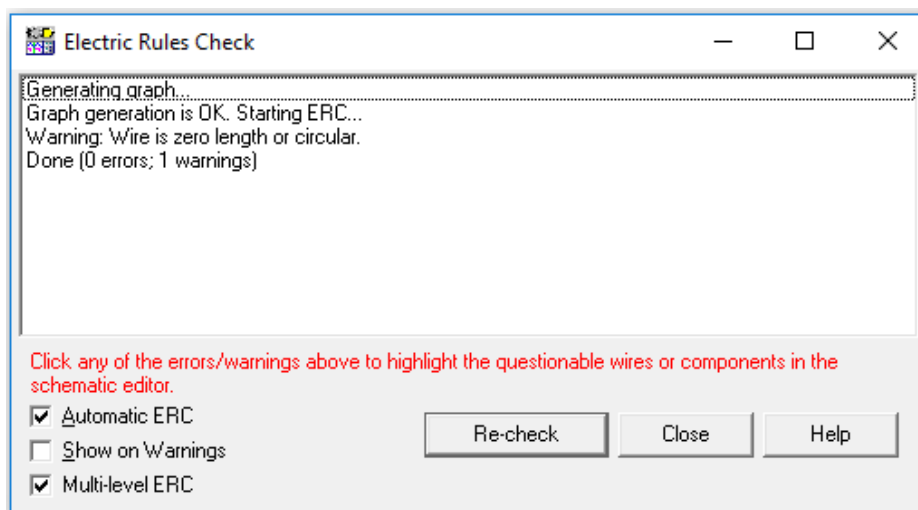 Electric Rules Check
Generating graph...
Graph generation is OK. Starting ERC...
Warning: Wire is zero length or circular.
Done (0 errors; 1 warnings)
Click any of the errors/warnings above to highlight the questionable wires or components in the
schematic editor.
Automatic ERC
Show on Warnings
Multi-level ERC
Re-check
Close
Help